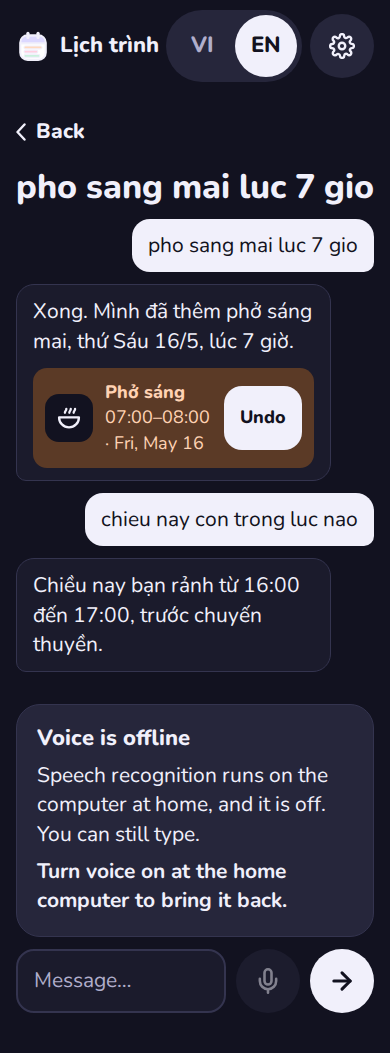 Lịch trình
VI
EN
Back
pho sang mai luc 7 gio
pho sang mai luc 7 gio
Xong. Mình đã thêm phở sáng
mai, thứ Sáu 16/5, lúc 7 giờ.
Phở sáng
07:00–08:00
· Fri, May 16
Undo
chieu nay con trong luc nao
Chiều nay bạn rảnh từ 16:00
đến 17:00, trước chuyến
thuyền.
Voice is offline
Speech recognition runs on the
computer at home, and it is off.
You can still type.
Turn voice on at the home
computer to bring it back.
Message...